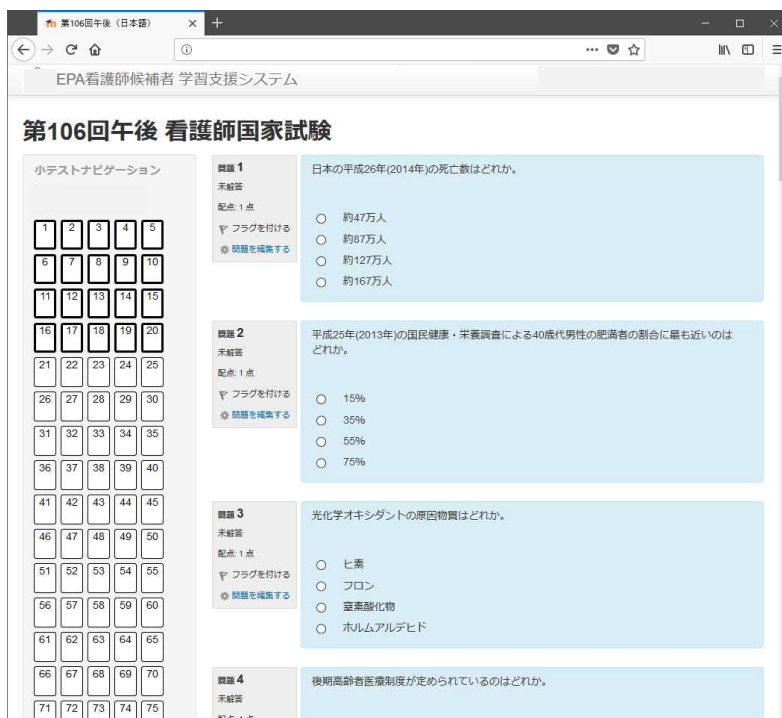 第106回午後（日本語）
EPA看護師候補者 学習支援システム
第106回午後 看護師国家試験
小テストナビゲーション
1 2 3 4 5
6 7 8 9 10
11 12 13 14 15
16 17 18 19 20
21 22 23 24 25
26 27 28 29 30
31 32 33 34 35
36 37 38 39 40
41 42 43 44 45
46 47 48 49 50
51 52 53 54 55
56 57 58 59 60
61 62 63 64 65
66 67 68 69 70
71 72 73 74 75
問題 1
未解答
配点: 1 点
フラグを付ける
問題を編集する
日本の平成26年(2014年)の死亡数はどれか。
約47万人
約87万人
約127万人
約167万人
問題 2
未解答
配点: 1 点
フラグを付ける
問題を編集する
平成25年(2013年)の国民健康・栄養調査による40歳代男性の肥満者の割合に最も近いのは
どれか。
15%
35%
55%
75%
問題 3
未解答
配点: 1 点
フラグを付ける
問題を編集する
光化学オキシダントの原因物質はどれか。
ヒ素
フロン
窒素酸化物
ホルムアルデヒド
問題 4
未解答
配点: 1 点
後期高齢者医療制度が定められているのはどれか。